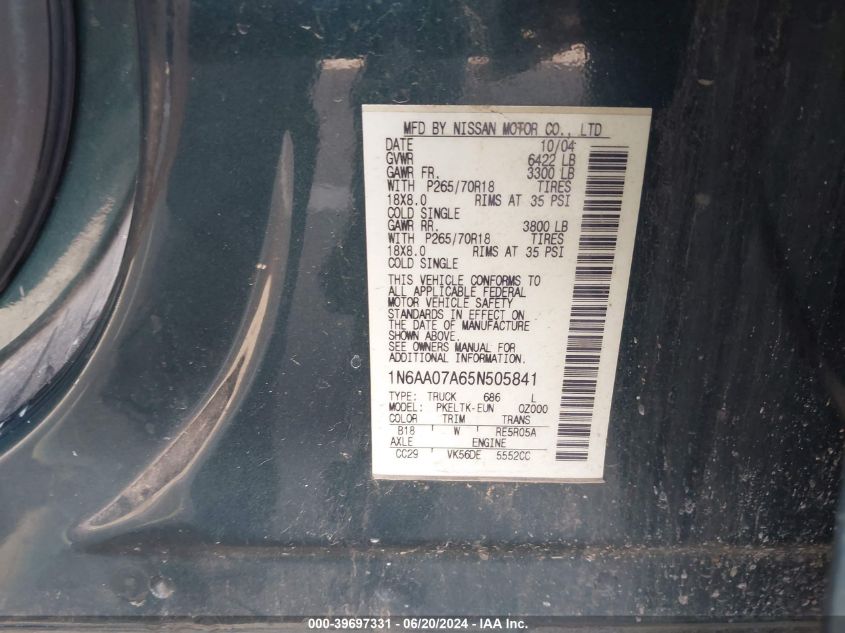 MFD BY NISSAN MOTOR CO., LTD
DATE 10/04
GVWR 6422 LB
GAWR FR. 3300 LB
WITH P265/70R18 TIRES
18X8.0 RIMS AT 35 PSI
COLD SINGLE
GAWR RR. 3800 LB
WITH P265/70R18 TIRES
18X8.0 RIMS AT 35 PSI
COLD SINGLE
THIS VEHICLE CONFORMS TO
ALL APPLICABLE FEDERAL
MOTOR VEHICLE SAFETY
STANDARDS IN EFFECT ON
THE DATE OF MANUFACTURE
SHOWN ABOVE.
SEE OWNERS MANUAL FOR
ADDITIONAL INFORMATION
1N6AA07A65N505841
TYPE: TRUCK 686 L
MODEL: PKELTK-EUN 0Z000
COLOR TRIM TRANS
B18 W RE5R05A
AXLE ENGINE
CC29 VK56DE 5552CC
000-39697331 - 06/20/2024 - IAA Inc.